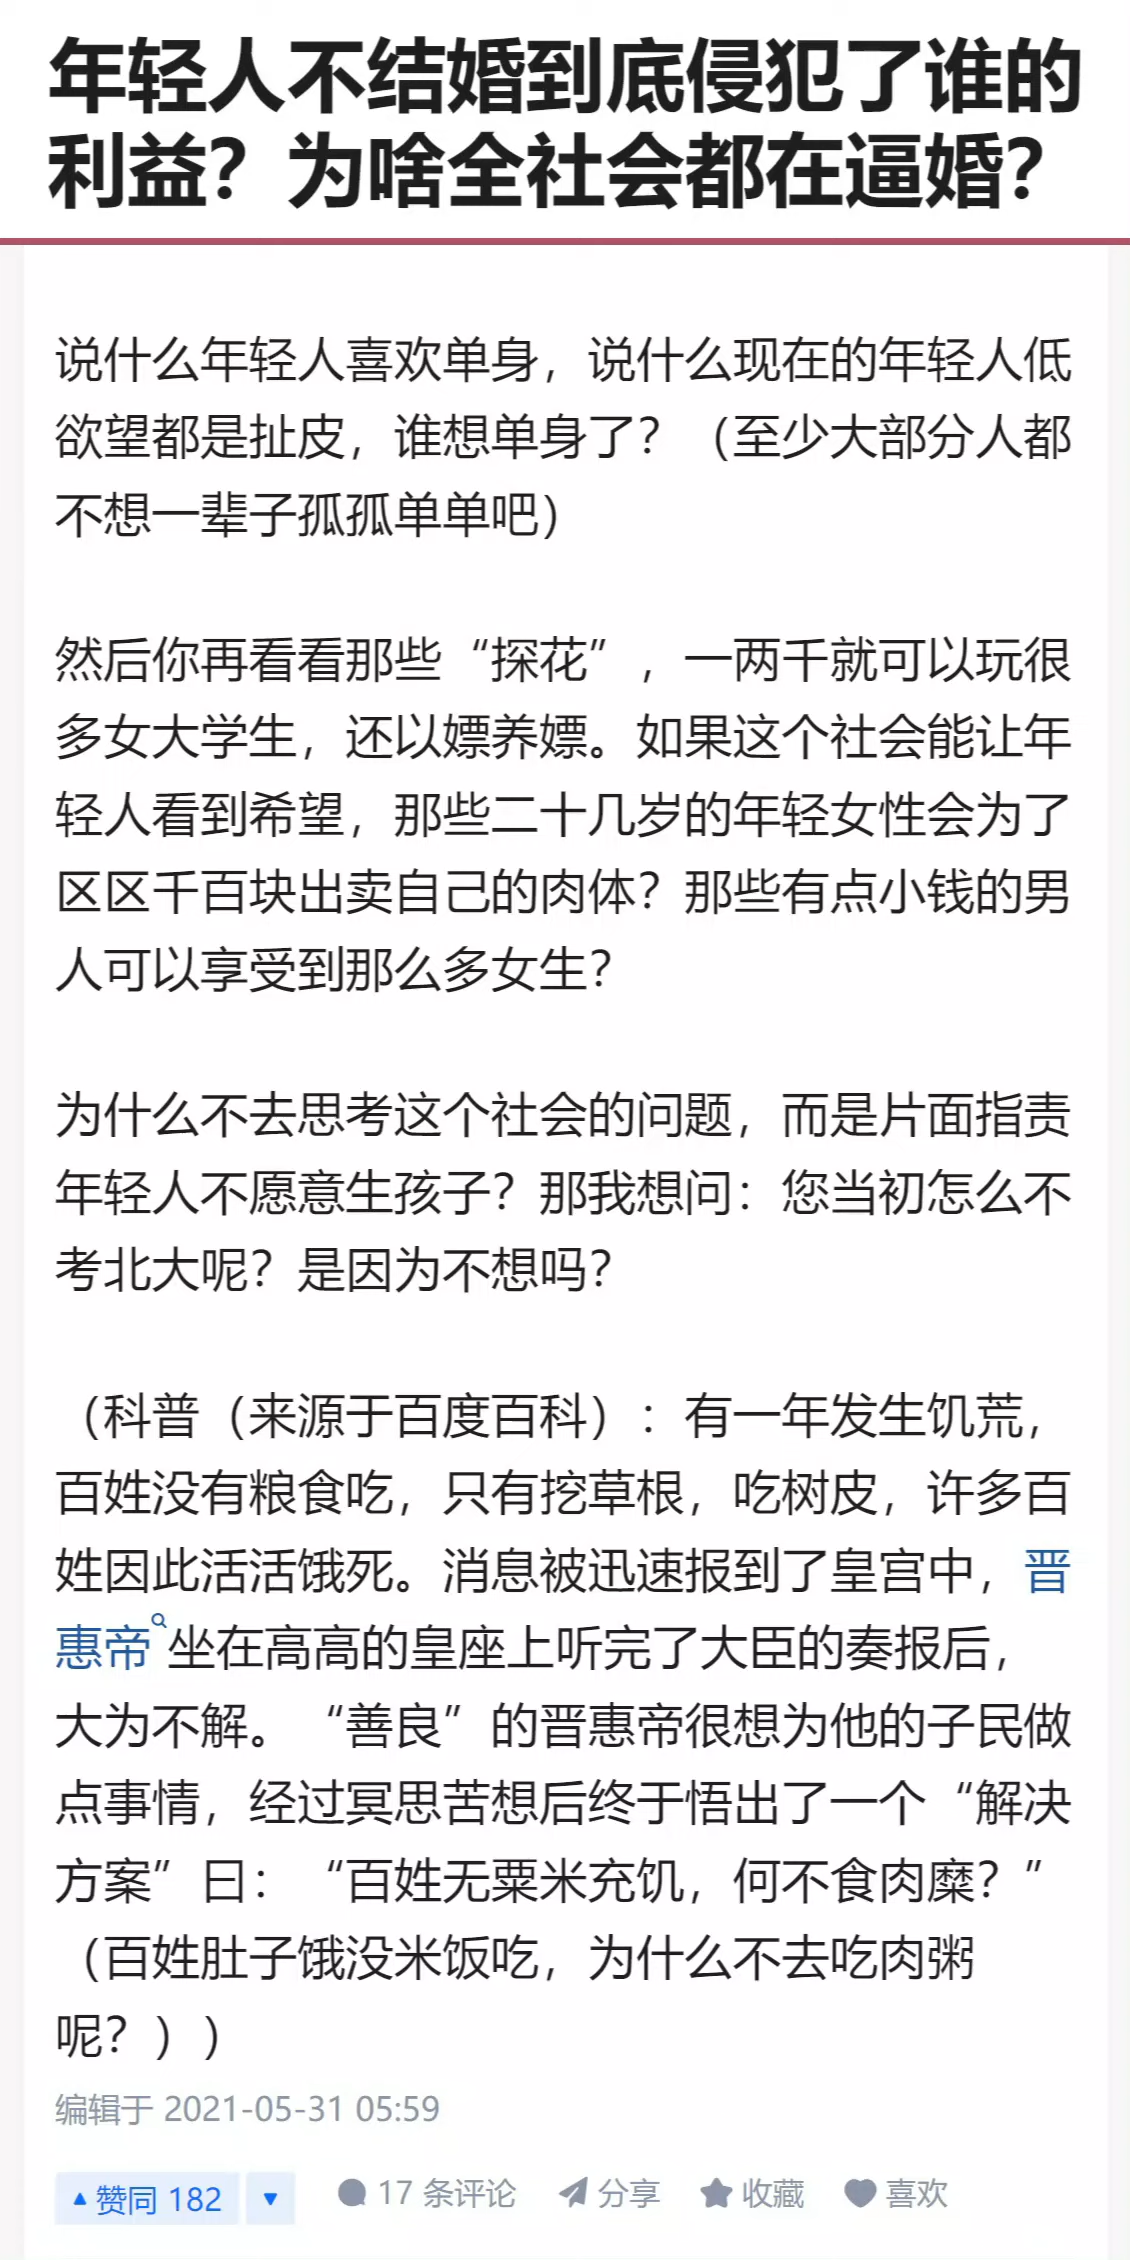 年轻人不结婚到底侵犯了谁的
利益？为啥全社会都在逼婚？
说什么年轻人喜欢单身，说什么现在的年轻人低
欲望都是扯皮，谁想单身了？（至少大部分人都
不想一辈子孤孤单单吧）
然后你再看看那些“探花”，一两千就可以玩很
多女大学生，还以嫖养嫖。如果这个社会能让年
轻人看到希望，那些二十几岁的年轻女性会为了
区区千百块出卖自己的肉体？那些有点小钱的男
人可以享受到那么多女生？
为什么不去思考这个社会的问题，而是片面指责
年轻人不愿意生孩子？那我想问：您当初怎么不
考北大呢？是因为不想吗？
（科普（来源于百度百科）：有一年发生饥荒，
百姓没有粮食吃，只有挖草根，吃树皮，许多百
姓因此活活饿死。消息被迅速报到了皇宫中，晋
惠帝坐在高高的皇座上听完了大臣的奏报后，
大为不解。“善良”的晋惠帝很想为他的子民做
点事情，经过冥思苦想后终于悟出了一个“解决
方案”曰：“百姓无粟米充饥，何不食肉糜？”
（百姓肚子饿没米饭吃，为什么不去吃肉粥
呢？））
编辑于 2021-05-31 05:59
赞同 182 17 条评论 分享 收藏 喜欢